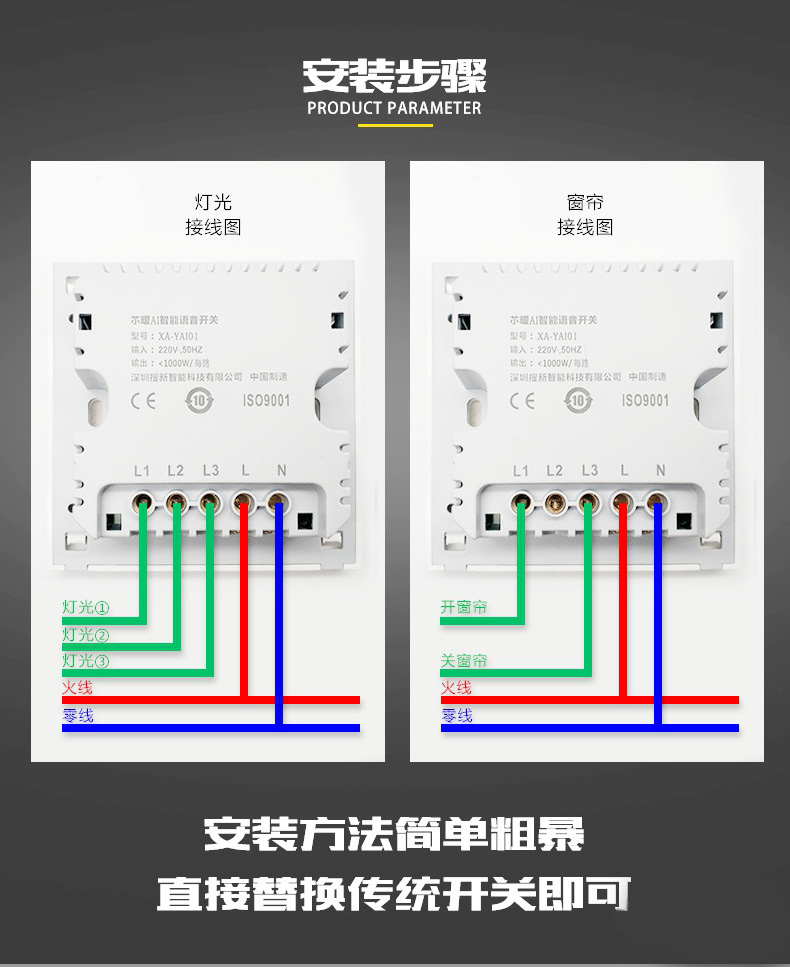 安装步骤
PRODUCT PARAMETER
灯光
接线图
芯暖AI智能语音开关
型号：XA-YAI01
输入：220V~,50HZ
输出：<1000W/每路
深圳搜新智能科技有限公司 中国制造
CE 10 ISO9001
L1 L2 L3 L N
灯光①
灯光②
灯光③
火线
零线
窗帘
接线图
芯暖AI智能语音开关
型号：XA-YAI01
输入：220V~,50HZ
输出：<1000W/每路
深圳搜新智能科技有限公司 中国制造
CE 10 ISO9001
L1 L2 L3 L N
开窗帘
关窗帘
火线
零线
安装方法简单粗暴
直接替换传统开关即可